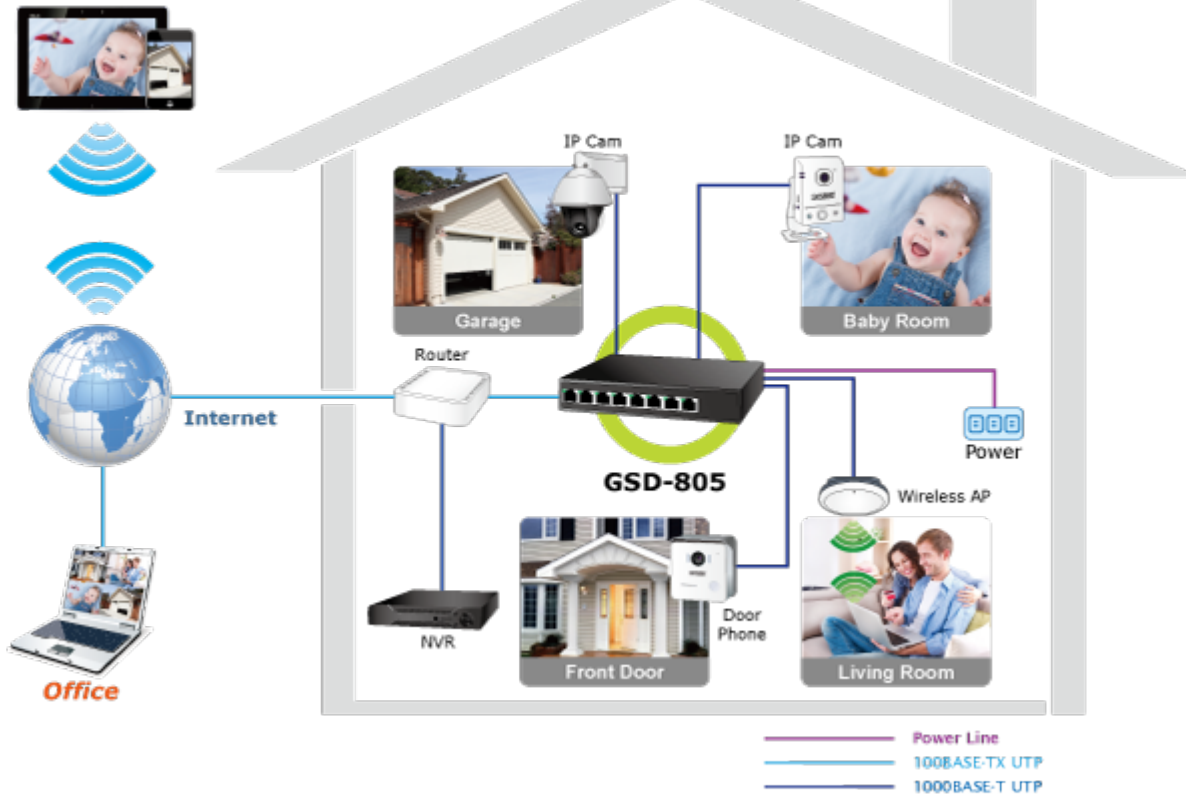 IP Cam
IP Cam
Garage
Baby Room
Router
Internet
GSD-805
Power
Wireless AP
NVR
Door
Phone
Front Door
Living Room
Office
Power Line
100BASE-TX UTP
1000BASE-T UTP